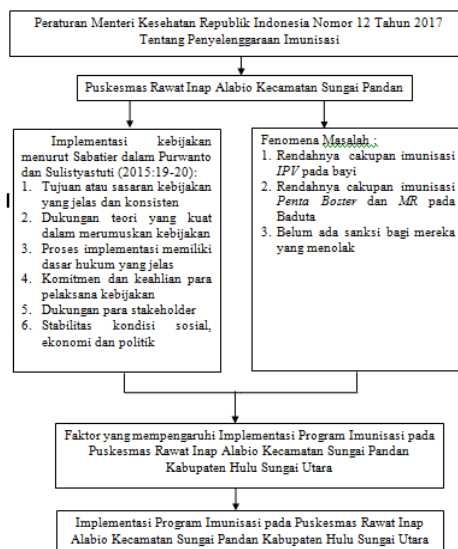 Peraturan Menteri Kesehatan Republik Indonesia Nomor 12 Tahun 2017
Tentang Penyelenggaraan Imunisasi
Puskesmas Rawat Inap Alabio Kecamatan Sungai Pandan
Implementasi kebijakan
menurut Sabatier dalam Purwanto
dan Sulistyastuti (2015:19-20):
1. Tujuan atau sasaran kebijakan
yang jelas dan konsisten
2. Dukungan teori yang kuat
dalam merumuskan kebijakan
3. Proses implementasi memiliki
dasar hukum yang jelas
4. Komitmen dan keahlian para
pelaksana kebijakan
5. Dukungan para stakeholder
6. Stabilitas kondisi sosial,
ekonomi dan politik
Fenomena Masalah :
1. Rendahnya cakupan imunisasi
IPV pada bayi
2. Rendahnya cakupan imunisasi
Penta Boster dan MR pada
Baduta
3. Belum ada sanksi bagi mereka
yang menolak
Faktor yang mempengaruhi Implementasi Program Imunisasi pada
Puskesmas Rawat Inap Alabio Kecamatan Sungai Pandan
Kabupaten Hulu Sungai Utara
Implementasi Program Imunisasi pada Puskesmas Rawat Inap
Alabio Kecamatan Sungai Pandan Kabupaten Hulu Sungai Utara